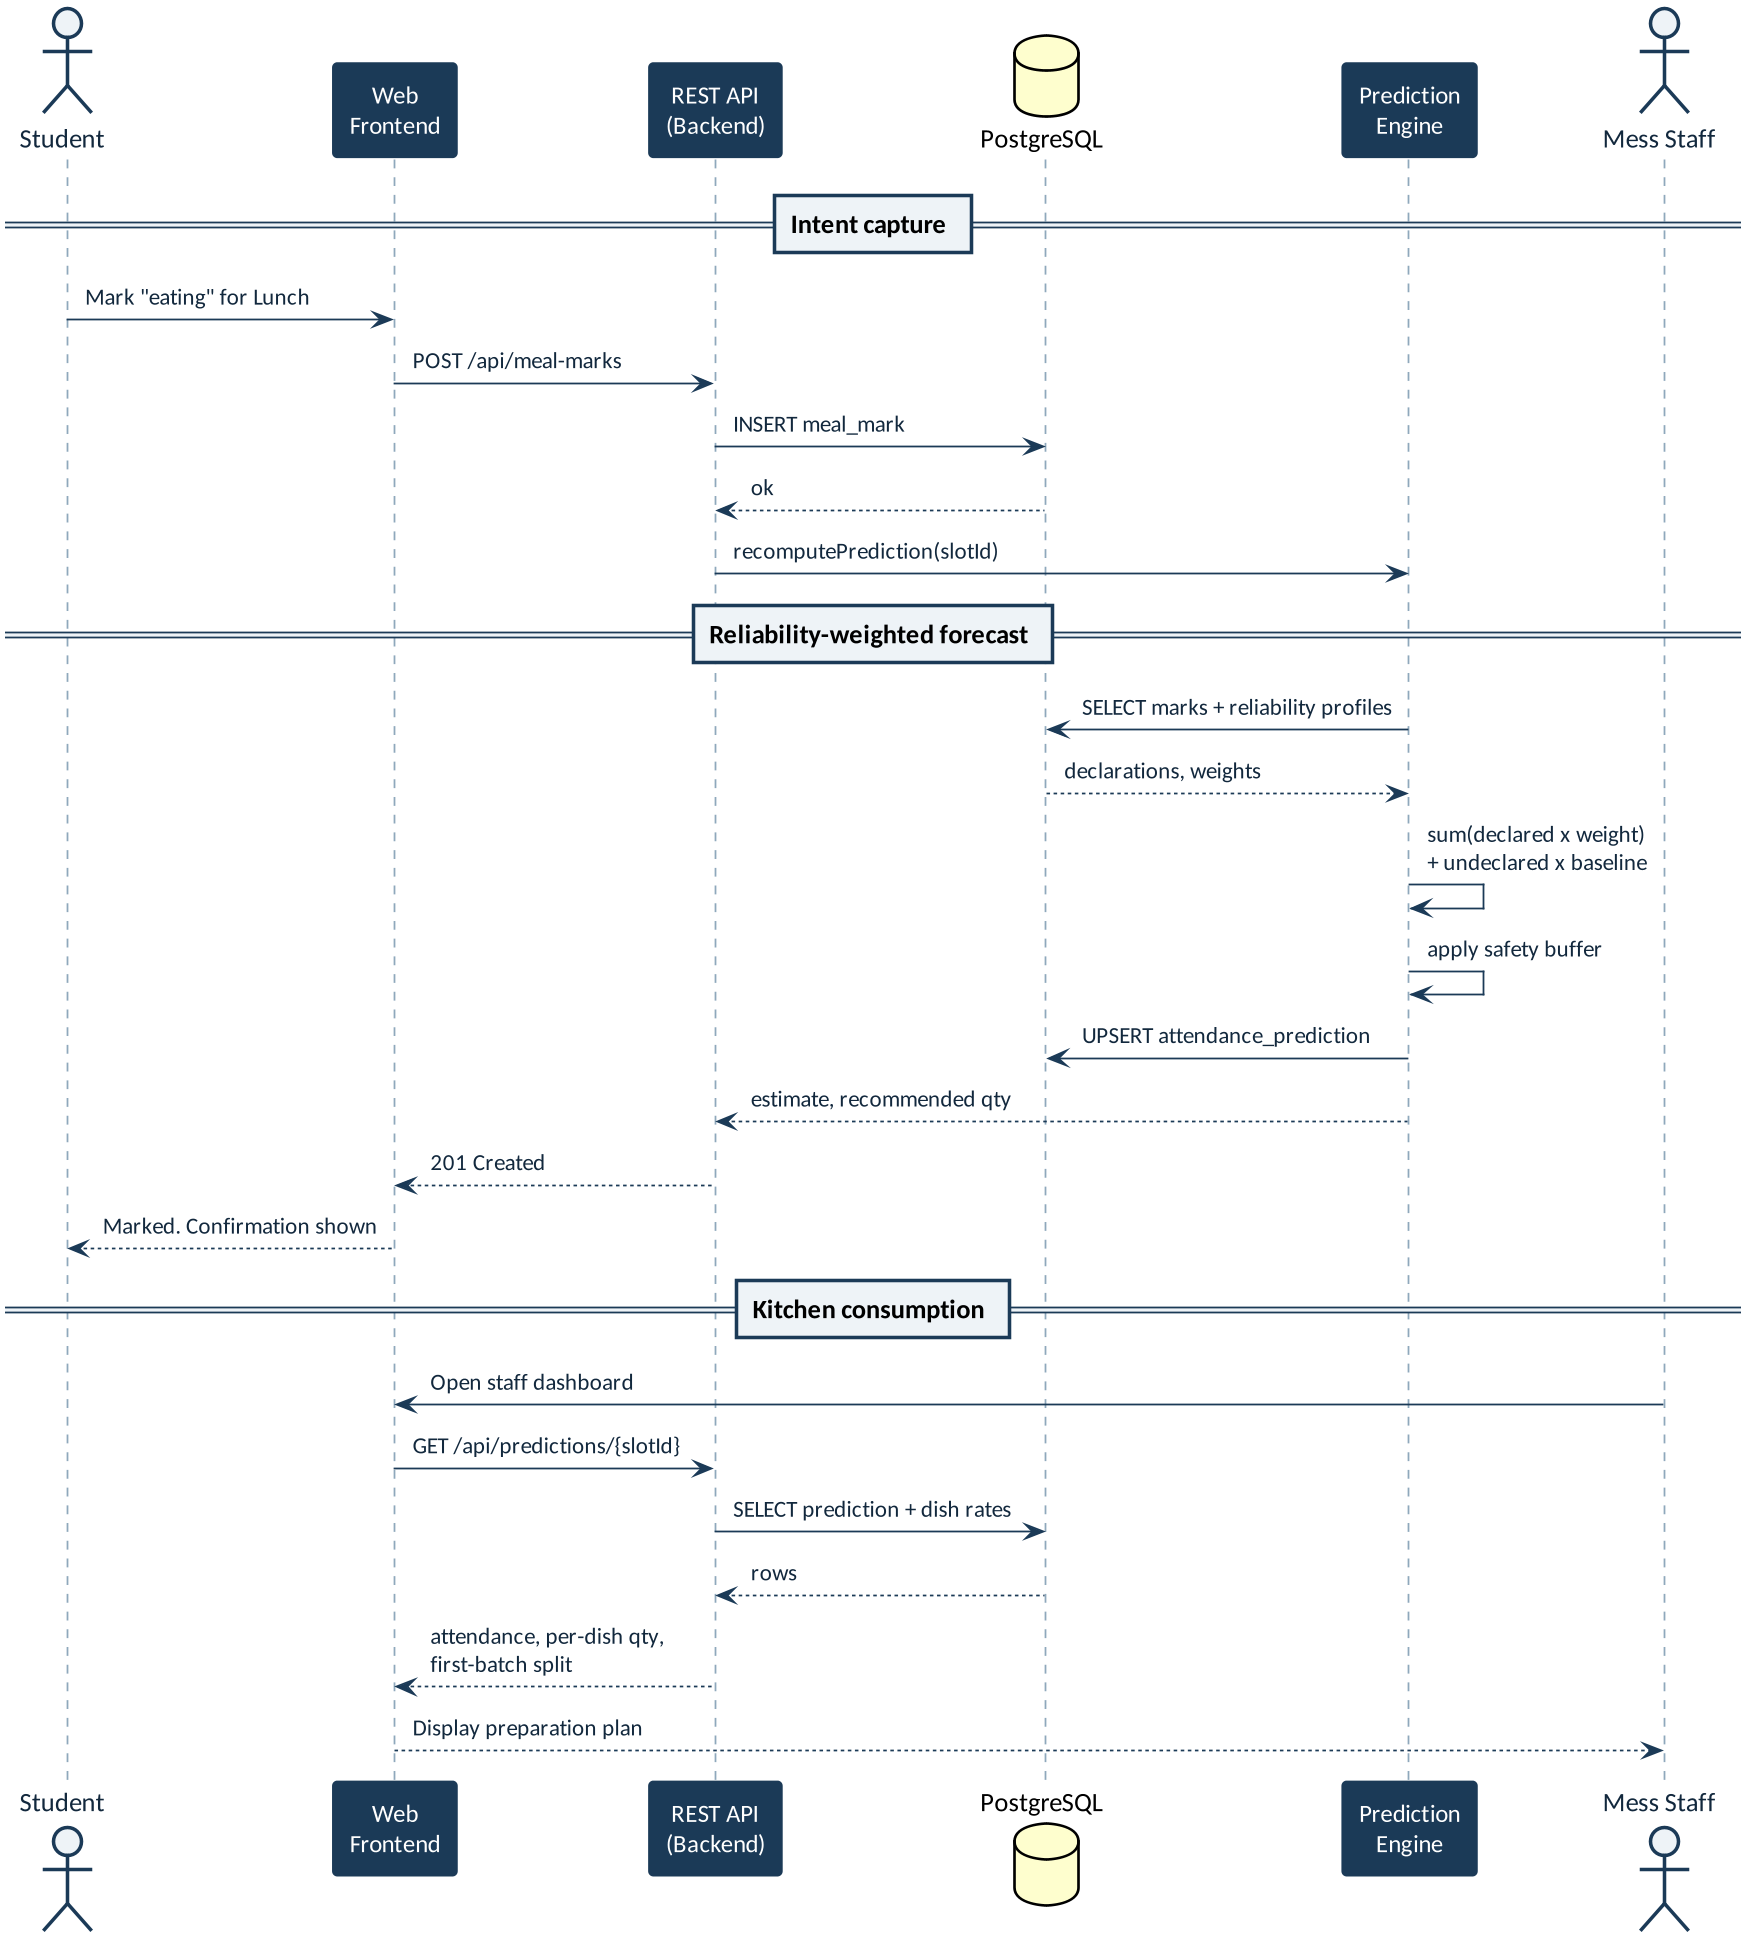 Student
Web
Frontend
REST API
(Backend)
PostgreSQL
Prediction
Engine
Mess Staff
Intent capture
Mark "eating" for Lunch
POST /api/meal-marks
INSERT meal_mark
ok
recomputePrediction(slotId)
Reliability-weighted forecast
SELECT marks + reliability profiles
declarations, weights
sum(declared x weight)
+ undeclared x baseline
apply safety buffer
UPSERT attendance_prediction
estimate, recommended qty
201 Created
Marked. Confirmation shown
Kitchen consumption
Open staff dashboard
GET /api/predictions/{slotId}
SELECT prediction + dish rates
rows
attendance, per-dish qty,
first-batch split
Display preparation plan
Student
Web
Frontend
REST API
(Backend)
PostgreSQL
Prediction
Engine
Mess Staff